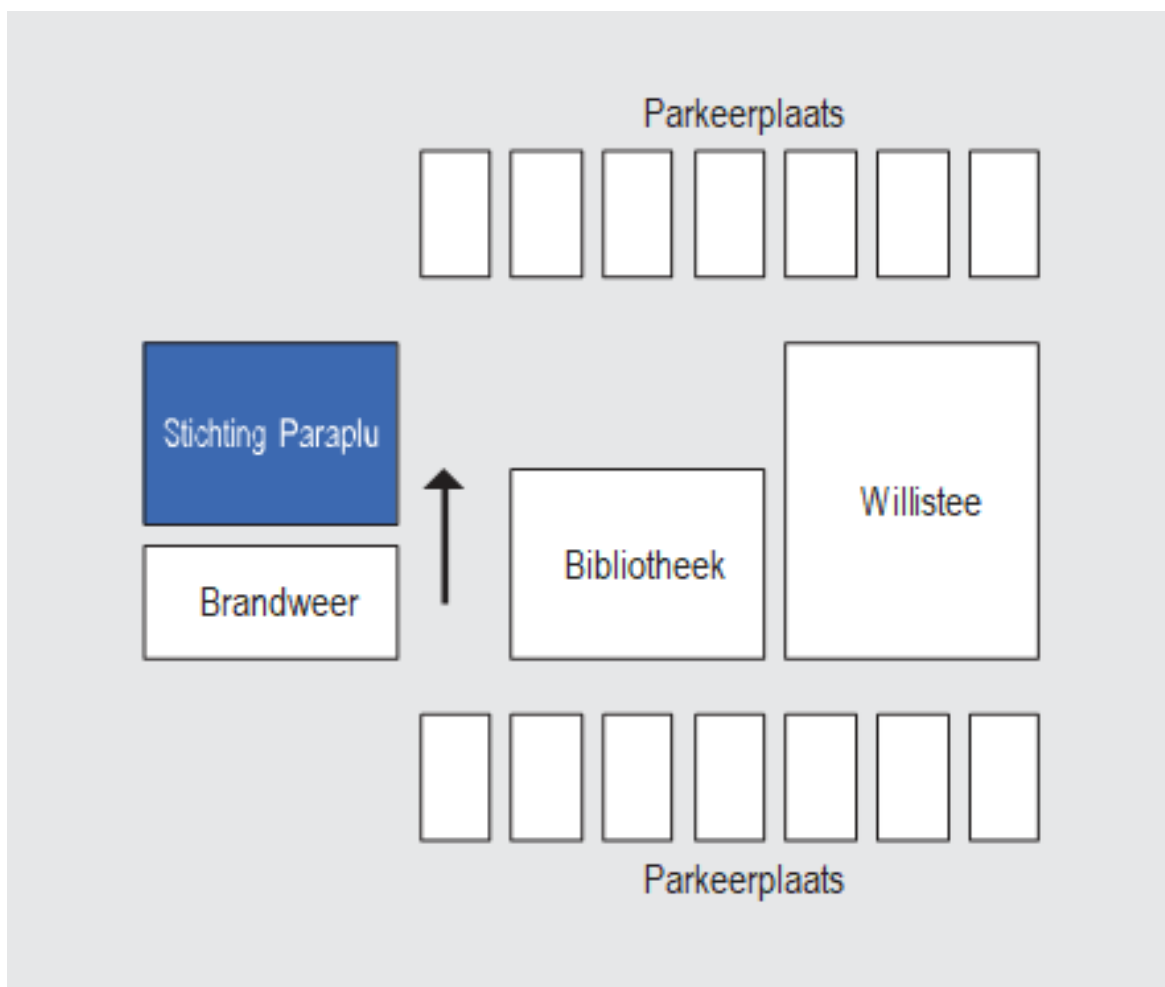 Parkeerplaats
Stichting Paraplu
Willistee
Bibliotheek
Brandweer
Parkeerplaats